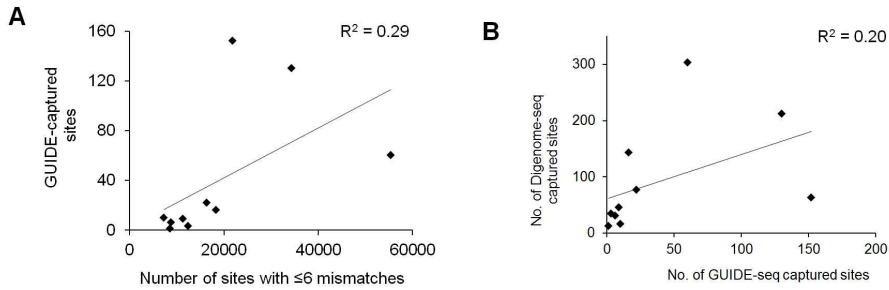 A
R² = 0.29
GUIDE-captured
sites
160
120
80
40
0
0
20000
40000
60000
Number of sites with ≤6 mismatches
B
R² = 0.20
No. of Digenome-seq
captured sites
300
200
100
0
0
50
100
150
200
No. of GUIDE-seq captured sites